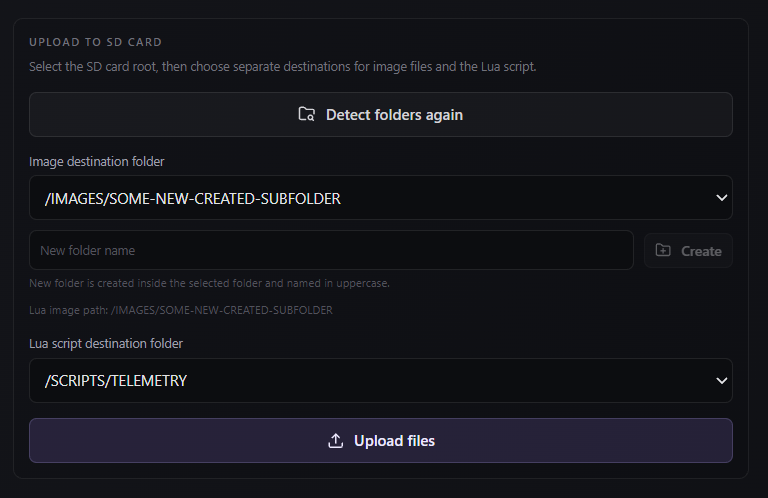 UPLOAD TO SD CARD
Select the SD card root, then choose separate destinations for image files and the Lua script.
Detect folders again
Image destination folder
/IMAGES/SOME-NEW-CREATED-SUBFOLDER
New folder name
Create
New folder is created inside the selected folder and named in uppercase.
Lua image path: /IMAGES/SOME-NEW-CREATED-SUBFOLDER
Lua script destination folder
/SCRIPTS/TELEMETRY
Upload files